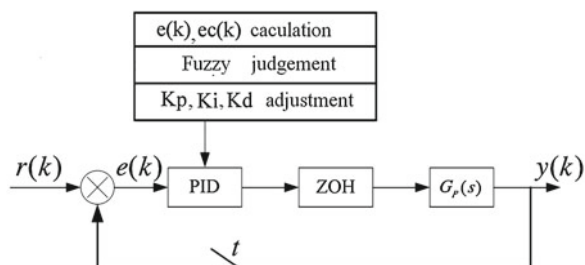 e(k), ec(k) caculation
Fuzzy judgement
Kp, Ki, Kd adjustment
r(k) e(k) PID ZOH G_p(s) y(k)
t